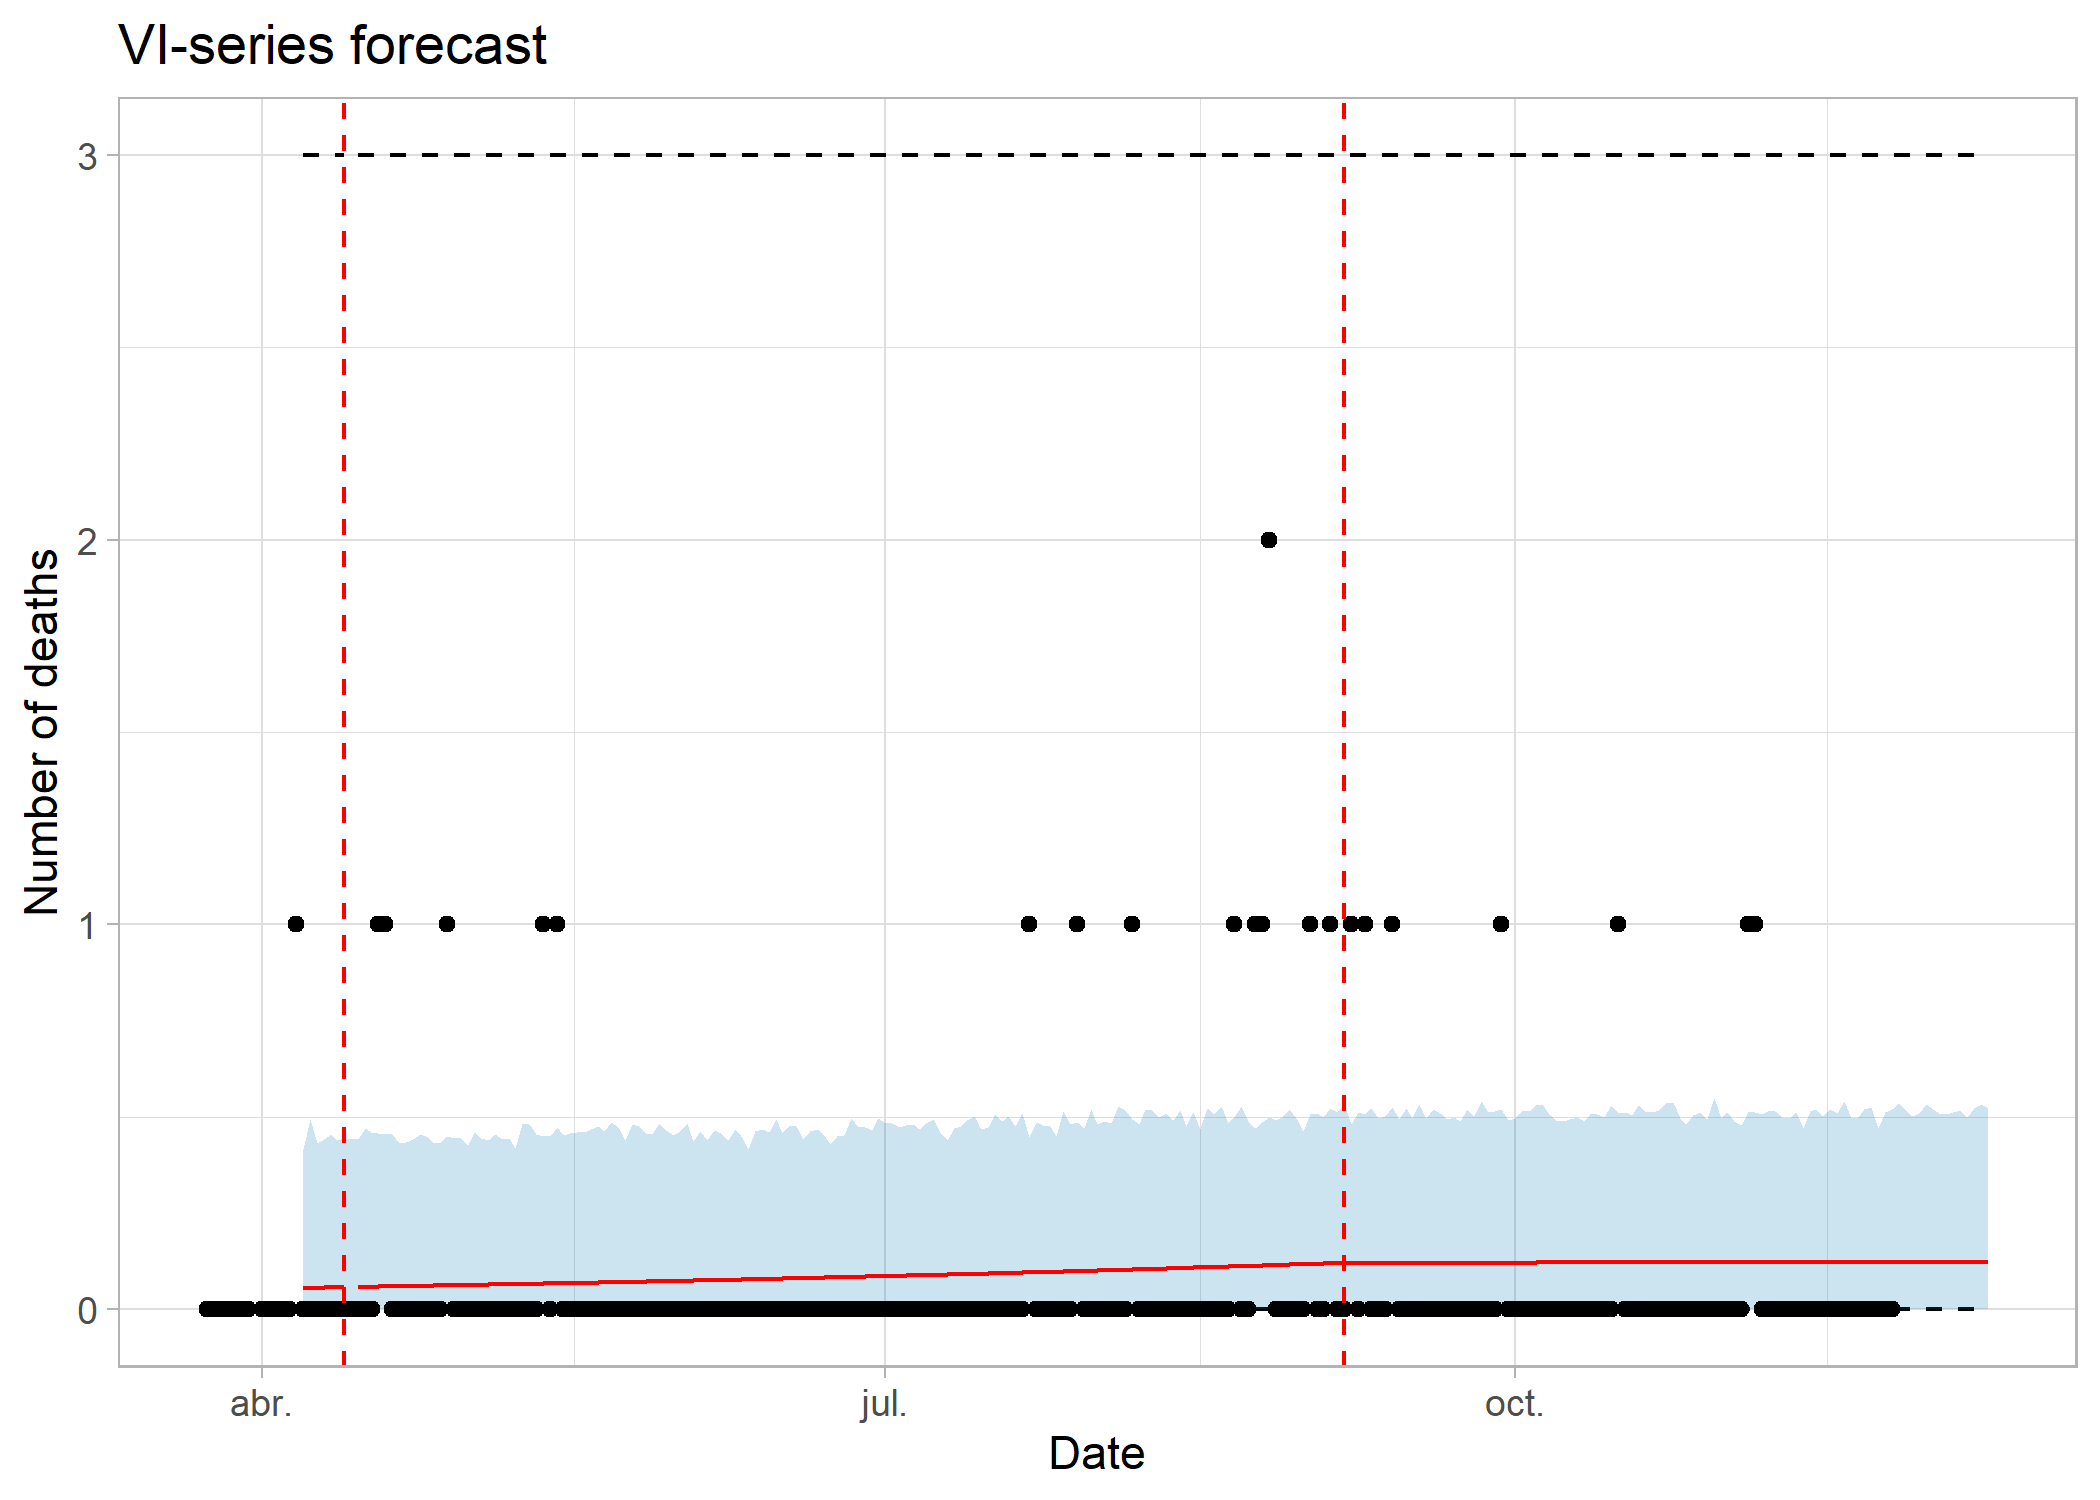 VI-series forecast
Number of deaths
3
2
1
0
abr.
jul.
oct.
Date